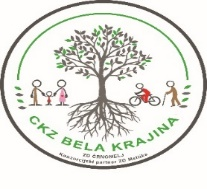 CKZ BELA KRAJINA
ZD ČRNOMELJ
Konzorcijski partner ZD Metlika